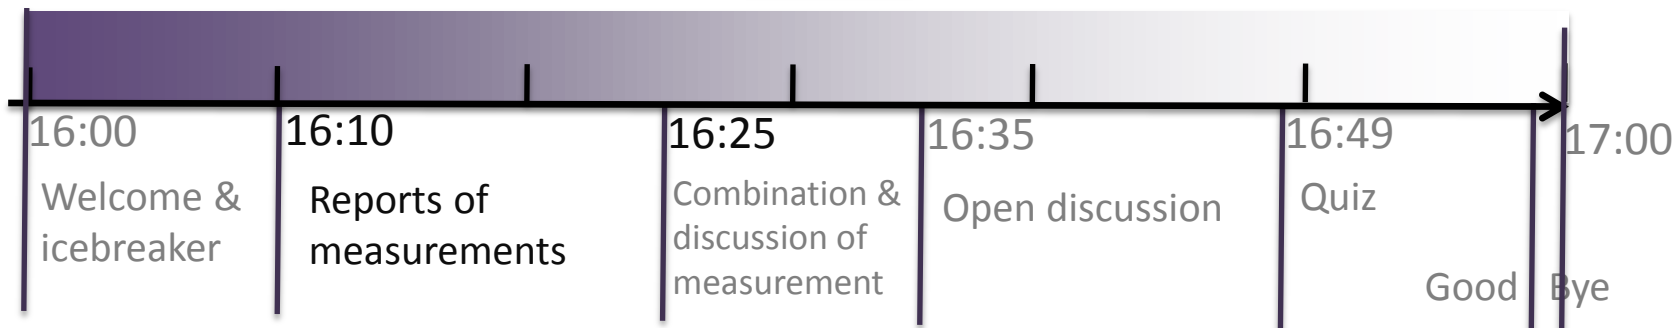 16:00
16:10
16:25
16:35
16:49
17:00
Welcome &
icebreaker
Reports of
measurements
Combination &
discussion of
measurement
Open discussion
Quiz
Good Bye